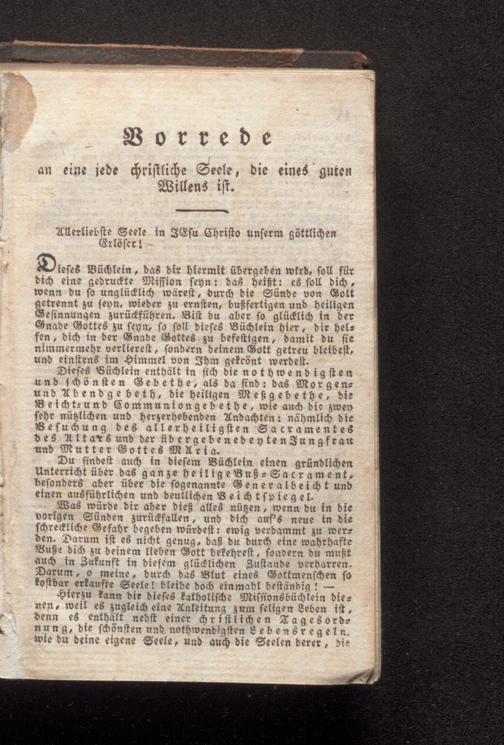 Vorrede
an eine jede christliche Seele, die eines guten
Willens ist.
Allerliebste Seele in JEsu Christo unserm göttlichen
Erlöser!
Dieses Büchlein, das dir hiermit übergeben wird, soll für
dich eine gedruckte Mission seyn: das heißt: es soll dich,
wenn du so unglücklich wärest, durch die Sünde von Gott
getrennt zu seyn, wieder zu ernsten, bußfertigen und heiligen
Gesinnungen zurückführen. Bist du aber so glücklich in der
Gnade Gottes zu seyn, so soll dieses Büchlein hier, dir hel-
fen, dich in der Gnade Gottes zu befestigen, damit du sie
nimmermehr verlierest, sondern deinem Gott getreu bleibest,
und einstens im Himmel von Ihm gekrönt werdest.
Dieses Büchlein enthält in sich die nothwendigsten
und schönsten Gebethe, als da sind: das Morgen-
und Abendgebeth, die heiligen Meßgebethe, die
Beicht- und Communiongebethe, wie auch die zwey
sehr nützlichen und herzerhebenden Andachten: nähmlich die
Besuchung des allerheiligsten Sacramentes
des Altars und der übergebenedeyten Jungfrau
und Mutter Gottes MAria.
Du findest auch in diesem Büchlein einen gründlichen
Unterricht über das ganze heilige Buß-Sacrament,
besonders aber über die sogenannte Generalbeicht und
einen ausführlichen und deutlichen Beichtspiegel.
Was würde dir aber dieß alles nützen, wenn du in die
vorigen Sünden zurückfallen, und dich auf's neue in die
schreckliche Gefahr begeben würdest: ewig verdammt zu wer-
den. Darum ist es nicht genug, daß du durch eine wahrhafte
Buße dich zu deinem lieben Gott bekehrest, sondern du mußt
auch in Zukunft in diesem glücklichen Zustande verharren.
Darum, o meine, durch das Blut eines Gottmenschen so
kostbar erkaufte Seele! bleibe doch einmahl beständig! —
Hierzu kann dir dieses katholische Missionsbüchlein die-
nen, weil es zugleich eine Anleitung zum seligen Leben ist,
denn es enthält nebst einer christlichen Tagesord-
nung, die schönsten und nothwendigsten Lebensregeln,
wie du deine eigene Seele, und auch die Seelen derer, die